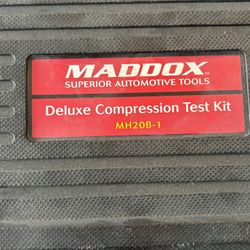 MADDOX
SUPERIOR AUTOMOTIVE TOOLS
Deluxe Compression Test Kit
MH20B-1